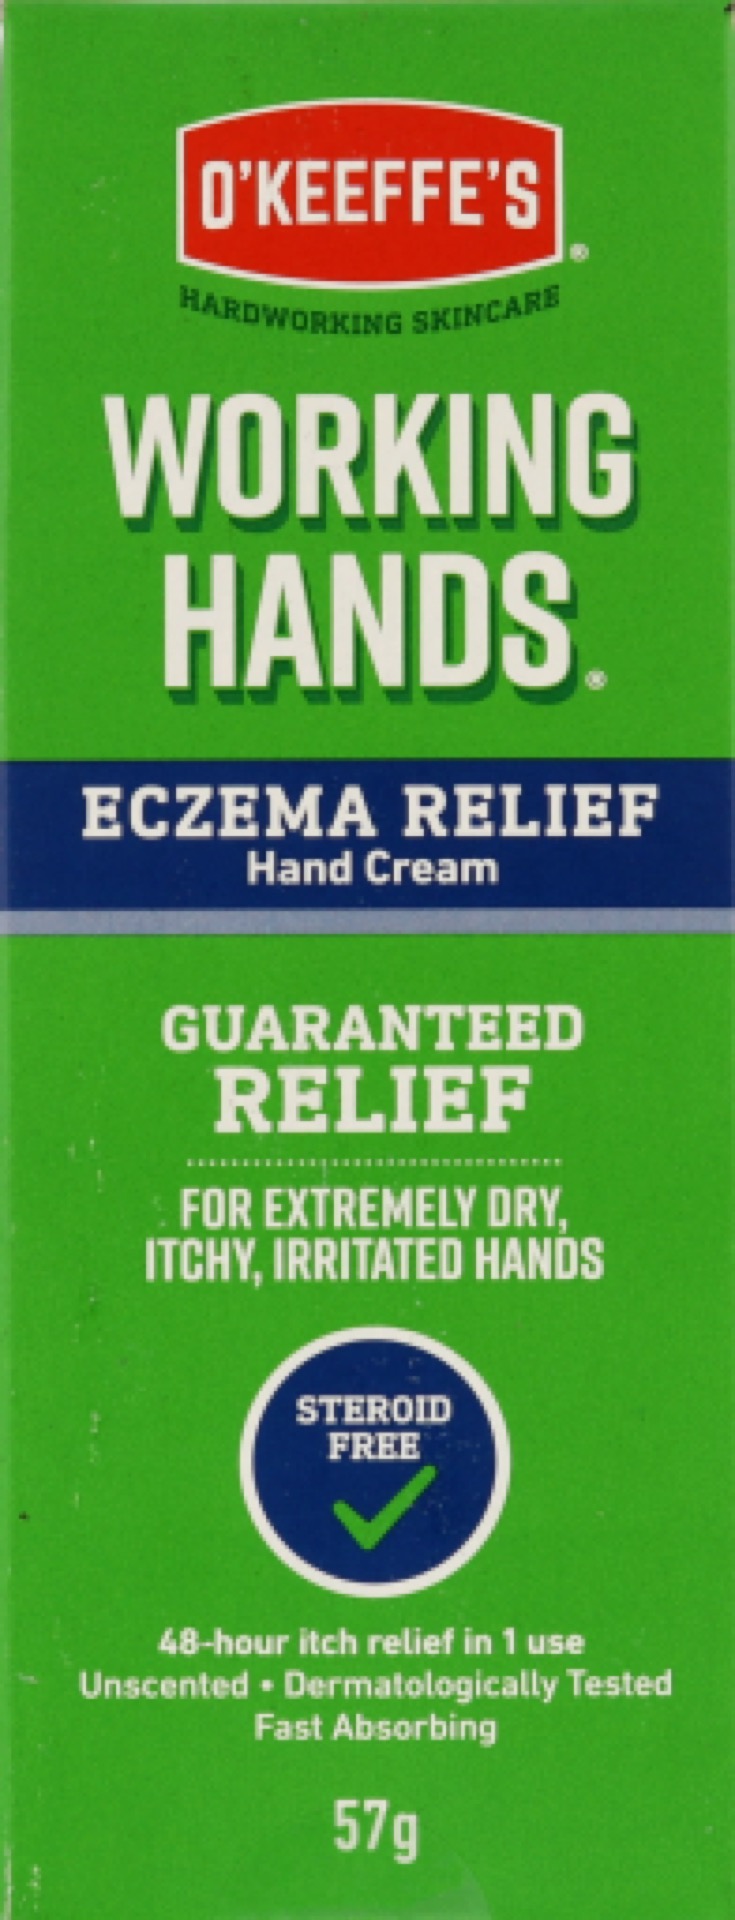 O'KEEFFE'S®
HARDWORKING SKINCARE
WORKING
HANDS®
ECZEMA RELIEF
Hand Cream
GUARANTEED
RELIEF
FOR EXTREMELY DRY,
ITCHY, IRRITATED HANDS
STEROID
FREE
48-hour itch relief in 1 use
Unscented • Dermatologically Tested
Fast Absorbing
57g